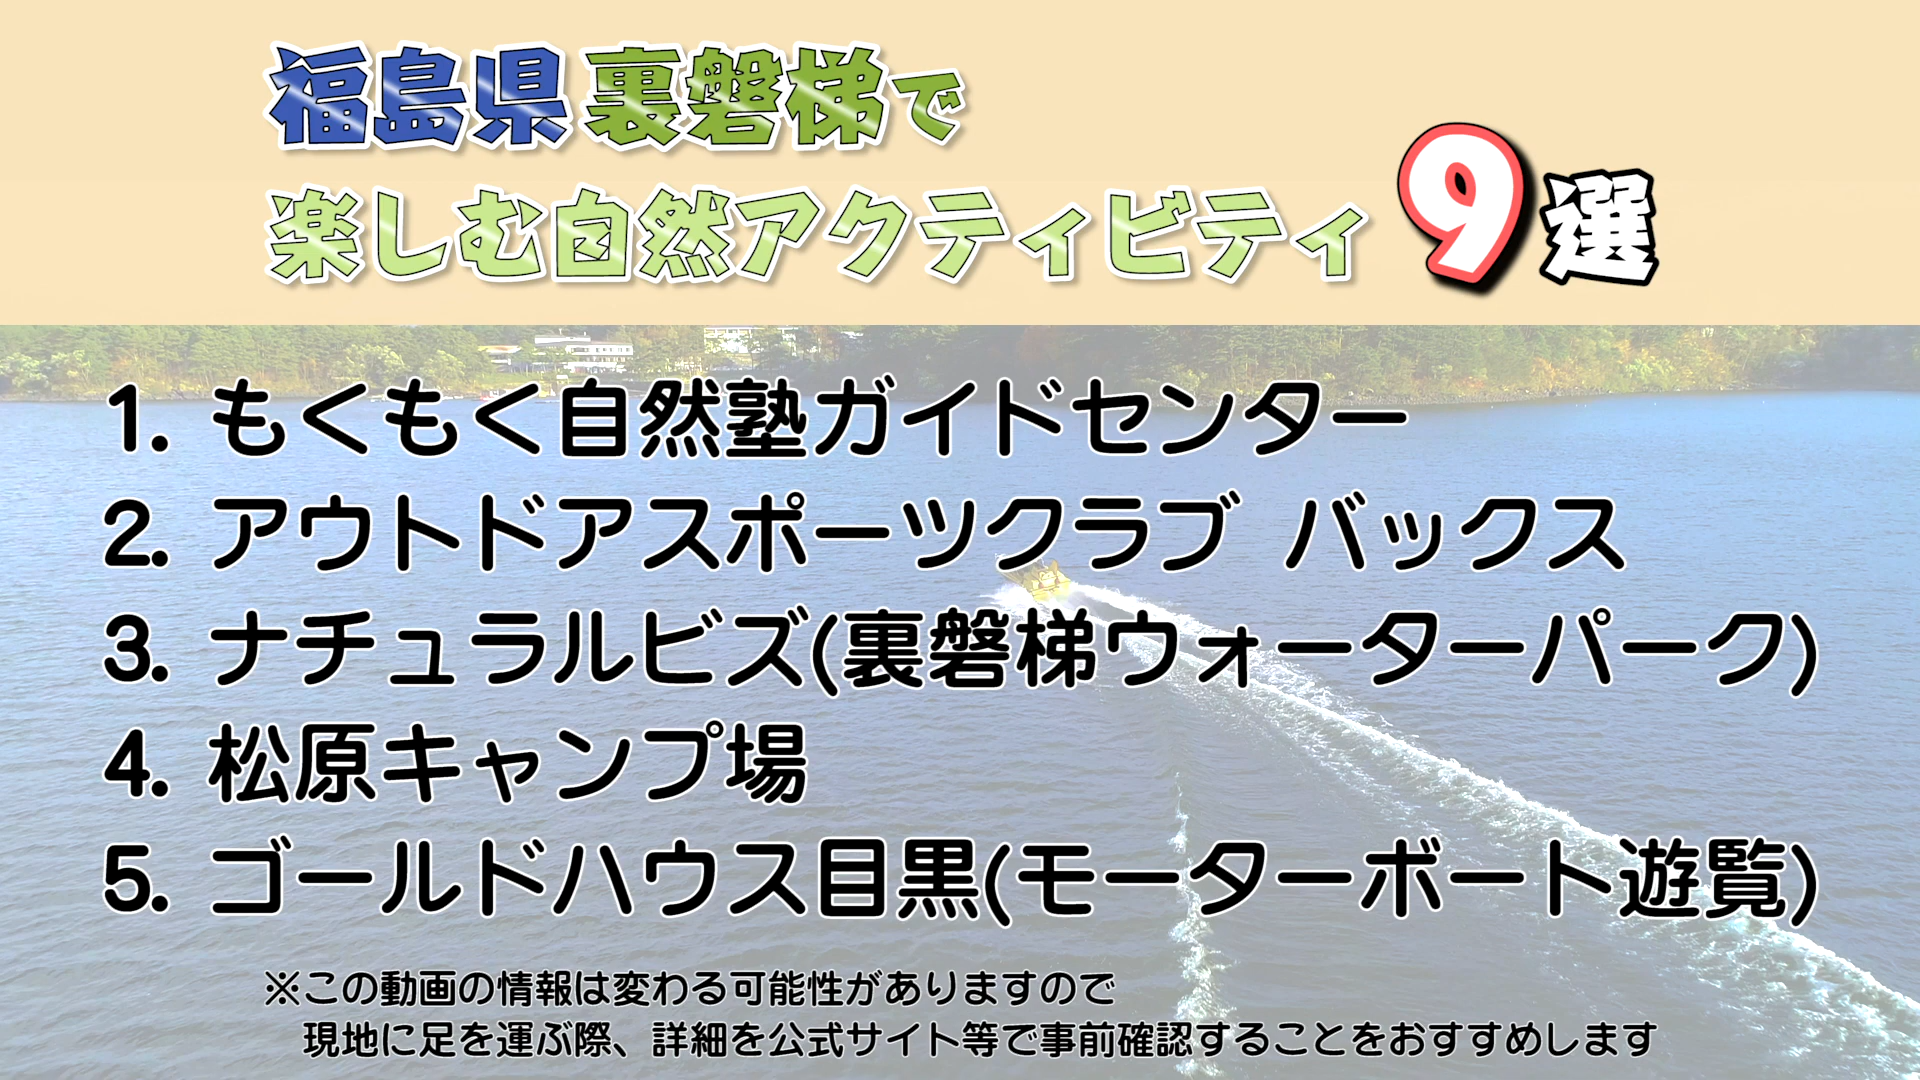 福島県裏磐梯で
楽しむ自然アクティビティ9選
1. もくもく自然塾ガイドセンター
2. アウトドアスポーツクラブ バックス
3. ナチュラルビズ(裏磐梯ウォーターパーク)
4. 松原キャンプ場
5. ゴールドハウス目黒(モーターボート遊覧)
※この動画の情報は変わる可能性がありますので
現地に足を運ぶ際、詳細を公式サイト等で事前確認することをおすすめします